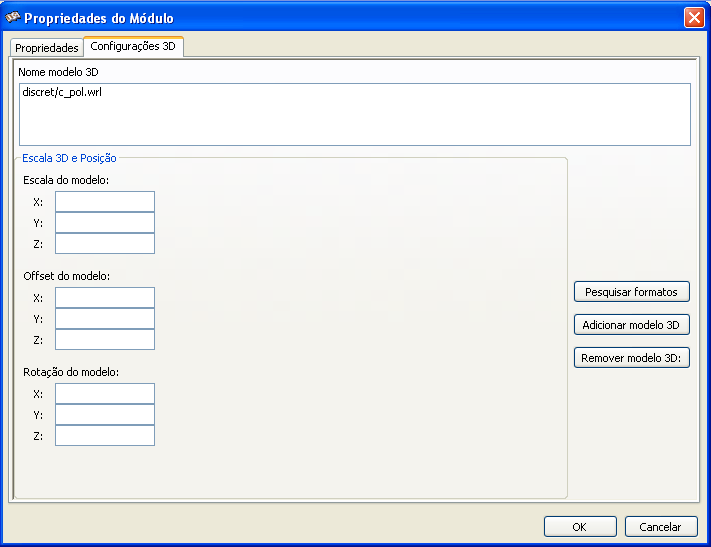 Propriedades do Módulo
Propriedades
Configurações 3D
Nome modelo 3D
discret/c_pol.wrl
Escala 3D e Posição
Escala do modelo:
X:
Y:
Z:
Offset do modelo:
X:
Y:
Z:
Rotação do modelo:
X:
Y:
Z:
Pesquisar formatos
Adicionar modelo 3D
Remover modelo 3D:
OK
Cancelar